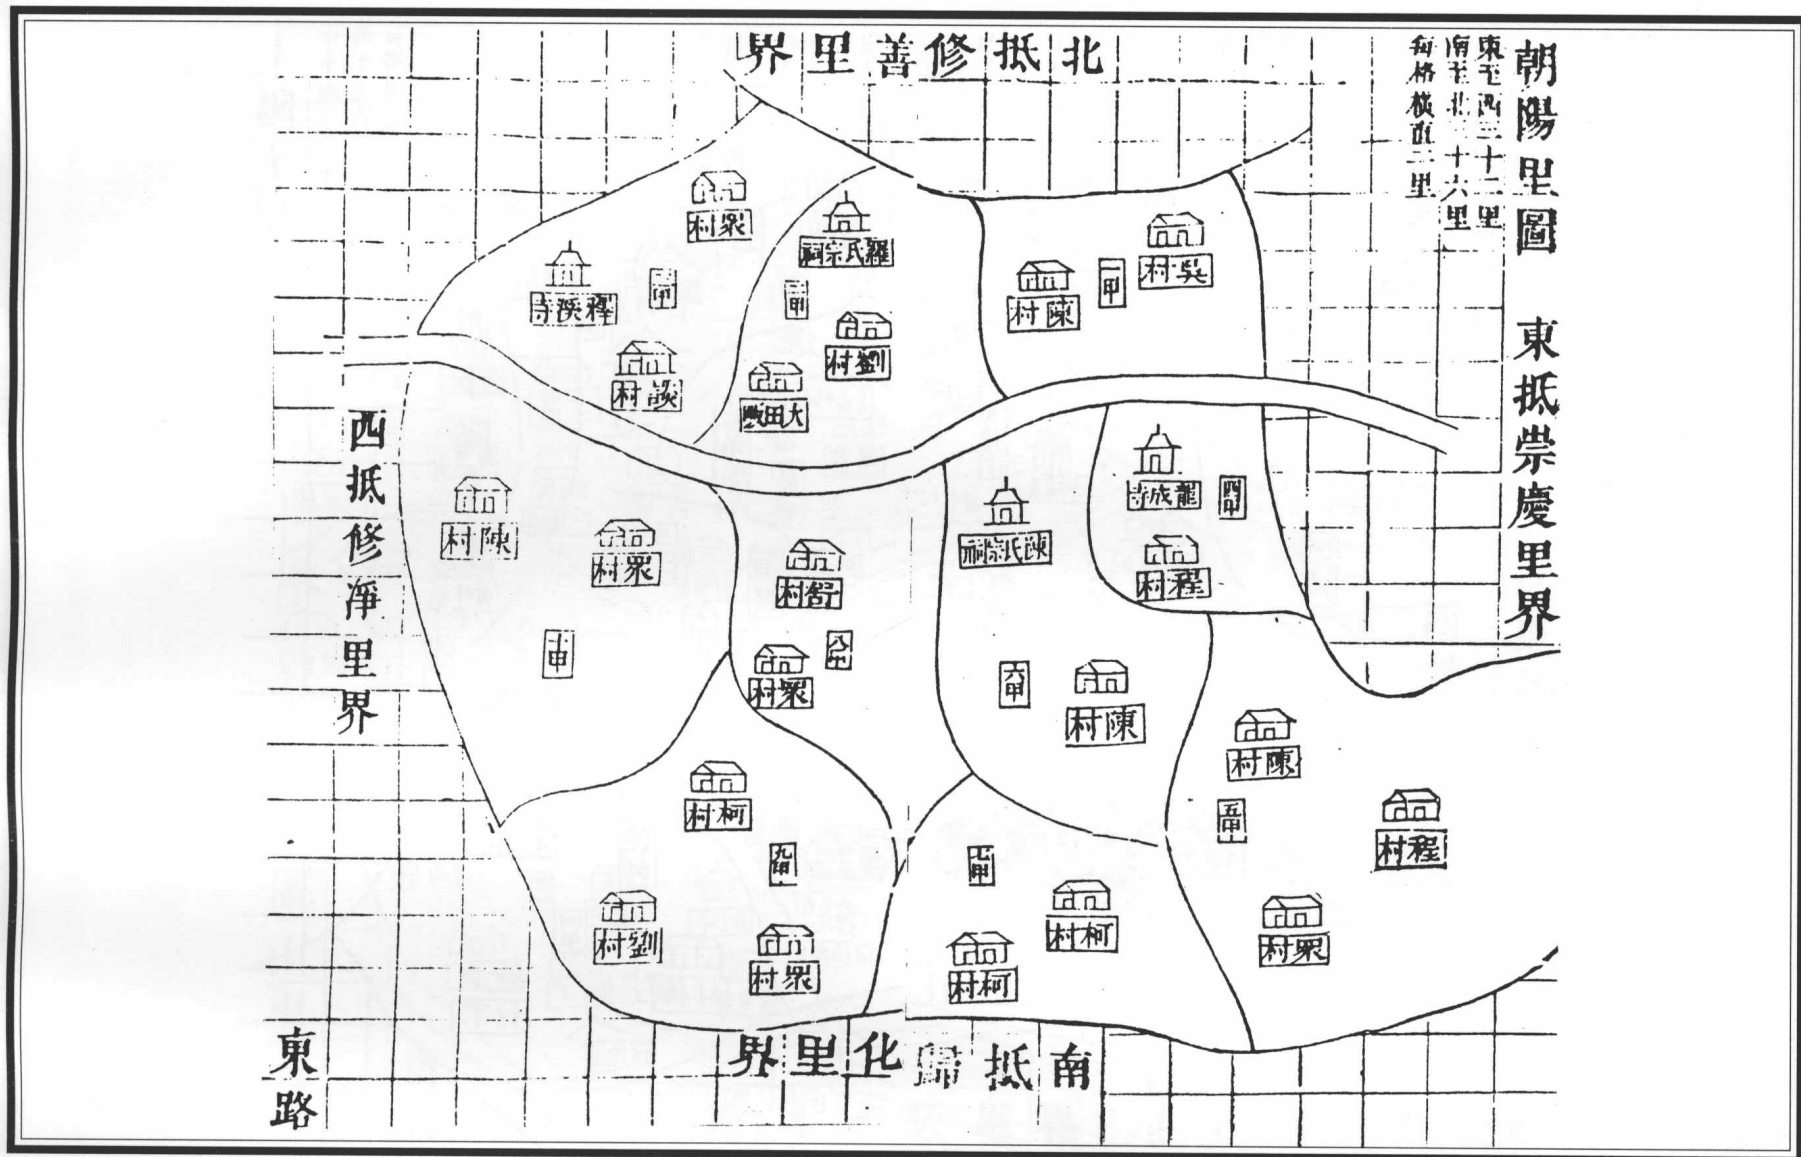 朝陽里圖
東至西三十二里
南至北二十六里
每格橫直二里
東抵崇慶里界
北抵修善里界
西抵修淨里界
南抵歸化里界
東路
吳村
一甲
陳村
羅氏宗祠
二甲
劉村
大田畈
眾村
三甲
禪溪寺
談村
龍成寺
四甲
程村
陳氏宗祠
六甲
陳村
陳村
五甲
程村
眾村
舒村
八甲
眾村
陳村
眾村
十甲
柯村
九甲
劉村
眾村
七甲
柯村
柯村